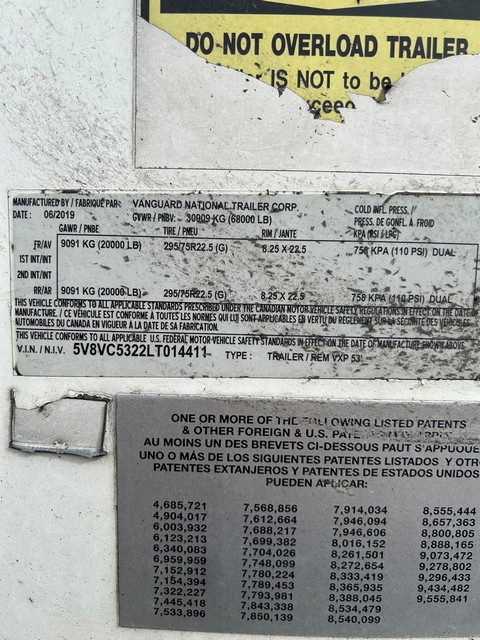 DO NOT OVERLOAD TRAILER
IS NOT to be
MANUFACTURED BY / FABRIQUÉ PAR: VANGUARD NATIONAL TRAILER CORP.
DATE: 06/2019 GVWR / PNBV: 30909 KG (68000 LB) COLD INFL. PRESS. /
PRESS. DE GONFL. À FROID
GAWR / PNBE TIRE / PNEU RIM / JANTE KPA (PSI / LPC)
FR/AV 9091 KG (20000 LB) 295/75R22.5 (G) 8.25 X 22.5 758 KPA (110 PSI) DUAL
1ST INT/INT
2ND INT/INT
RR/AR 9091 KG (20000 LB) 295/75R22.5 (G) 8.25 X 22.5 758 KPA (110 PSI) DUAL
THIS VEHICLE CONFORMS TO ALL APPLICABLE STANDARDS PRESCRIBED UNDER THE CANADIAN MOTOR VEHICLE SAFETY REGULATIONS IN EFFECT ON THE DATE OF
MANUFACTURE. / CE VÉHICULE EST CONFORME À TOUTES LES NORMES QUI LUI SONT APPLICABLES EN VERTU DU RÈGLEMENT SUR LA SÉCURITÉ DES VÉHICULES
AUTOMOBILES DU CANADA EN VIGUEUR À LA DATE DE SA FABRICATION.
THIS VEHICLE CONFORMS TO ALL APPLICABLE U.S. FEDERAL MOTOR VEHICLE SAFETY STANDARDS IN EFFECT ON THE DATE OF MANUFACTURE SHOWN ABOVE.
V.I.N. / N.I.V. 5V8VC5322LT014411 TYPE: TRAILER / REM VXP 53'
ONE OR MORE OF THE FOLLOWING LISTED PATENTS
& OTHER FOREIGN & U.S. PATENTS MAY APPLY:
AU MOINS UN DES BREVETS CI-DESSOUS PAUT S'APPUQUE
UNO O MÁS DE LOS SIGUIENTES PATENTES LISTADOS Y OTRO
PATENTES EXTANJEROS Y PATENTES DE ESTADOS UNIDOS
PUEDEN APLICAR:
4,685,721 7,568,856 7,914,034 8,555,444
4,904,017 7,612,664 7,946,094 8,657,363
6,003,932 7,688,217 7,946,606 8,800,805
6,123,213 7,699,382 8,016,152 8,888,165
6,340,083 7,704,026 8,261,501 9,073,472
6,959,959 7,748,099 8,272,654 9,278,802
7,152,912 7,780,224 8,333,419 9,296,433
7,154,394 7,789,453 8,365,935 9,434,482
7,322,227 7,793,981 8,388,045 9,555,841
7,445,418 7,843,338 8,534,479
7,533,896 7,850,139 8,540,099